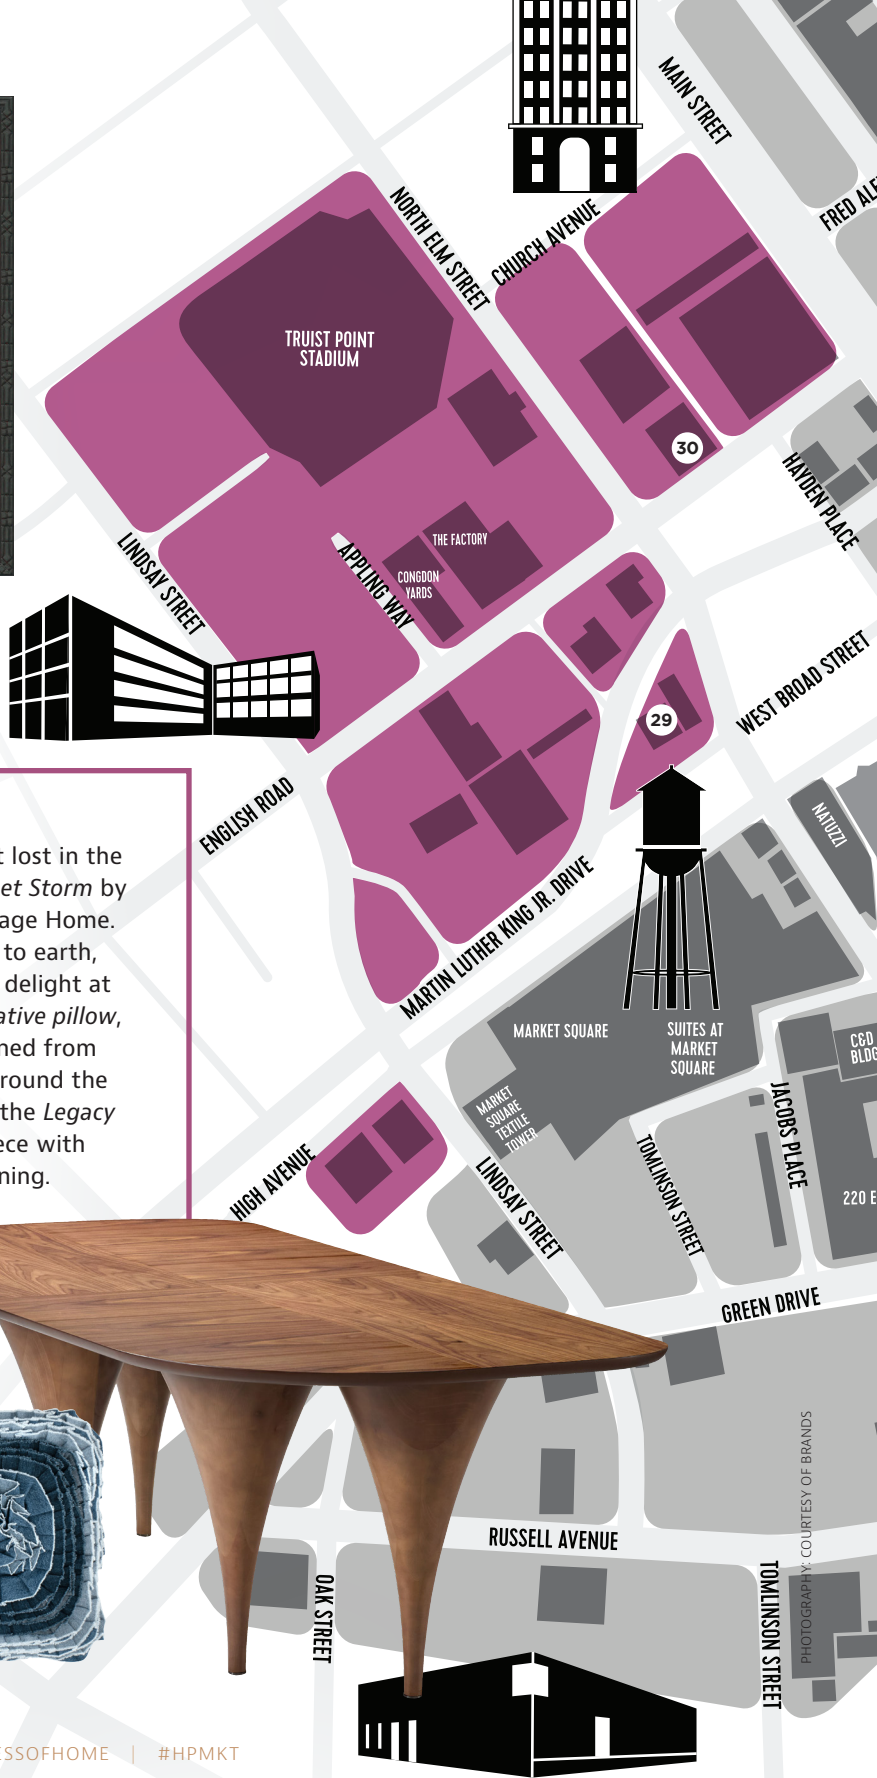 MAIN STREET
FRED
NORTH ELM STREET
CHURCH AVENUE
TRUIST POINT
STADIUM
30
HAYDEN PLACE
LINDSAY STREET
APPLING WAY
THE FACTORY
CONGDON
YARDS
WEST BROAD STREET
29
ENGLISH ROAD
NATUZZI
t lost in the
et Storm by
age Home.
to earth,
delight at
ative pillow,
ned from
round the
the Legacy
ece with
ning.
MARTIN LUTHER KING JR. DRIVE
MARKET SQUARE
SUITES AT
MARKET
SQUARE
C&D
BLDG
MARKET
SQUARE
TEXTILE
TOWER
JACOBS PLACE
HIGH AVENUE
LINDSAY STREET
TOMLINSON STREET
220 E
GREEN DRIVE
RUSSELL AVENUE
OAK STREET
TOMLINSON STREET
PHOTOGRAPHY: COURTESY OF BRANDS
ESSOFHOME | #HPMKT